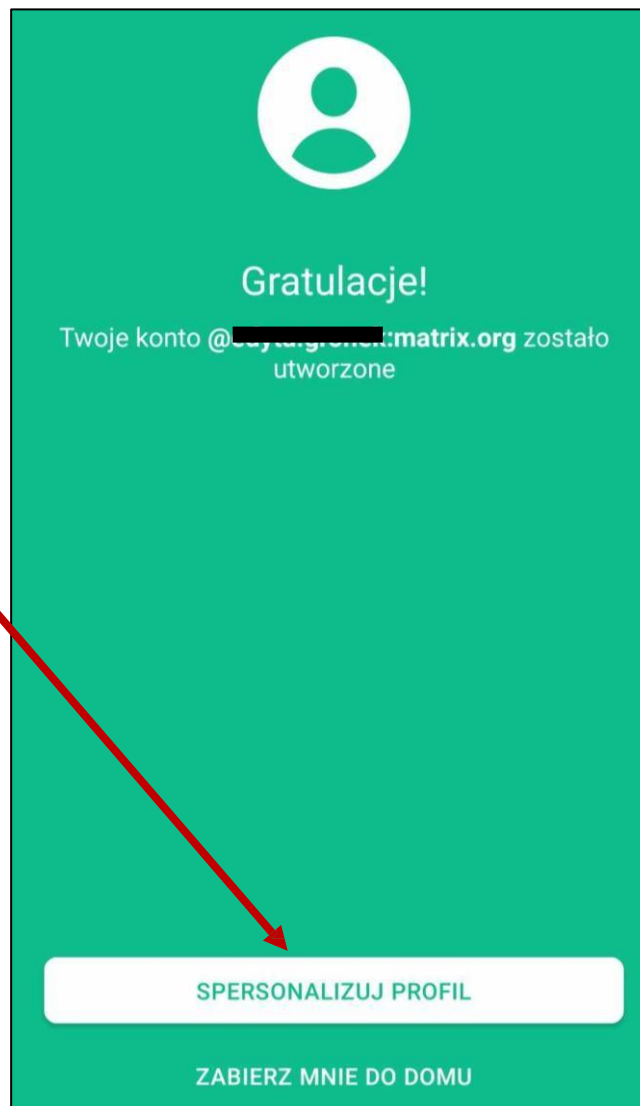 Gratulacje!
Twoje konto @:matrix.org zostało
utworzone
SPERSONALIZUJ PROFIL
ZABIERZ MNIE DO DOMU